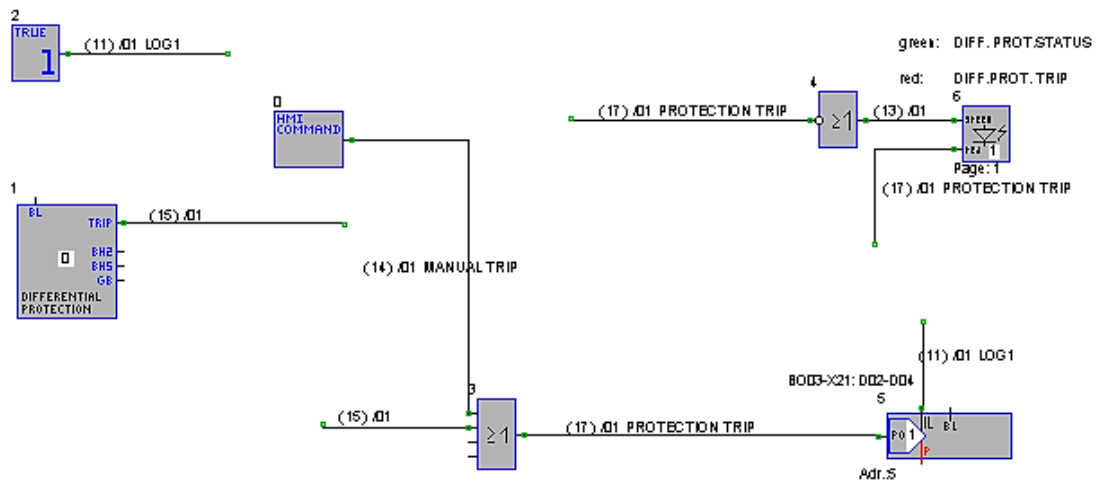 2
TRUE
1
(11) /01 LOG1
green: DIFF. PROT.STATUS
red: DIFF.PROT. TRIP
0
HMI
COMMAND
4
≥1
(17) /01 PROTECTION TRIP
(13) /01
6
green
red
1
Page: 1
(17) /01 PROTECTION TRIP
1
BL
TRIP
0
BH2
BH5
GB
DIFFERENTIAL
PROTECTION
(15) /01
(14) /01 MANUAL TRIP
(11) /01 LOG1
BOD3-X21: D02-D04
5
3
≥1
(15) /01
(17) /01 PROTECTION TRIP
PO 1
IL
BL
P
Adr.:5